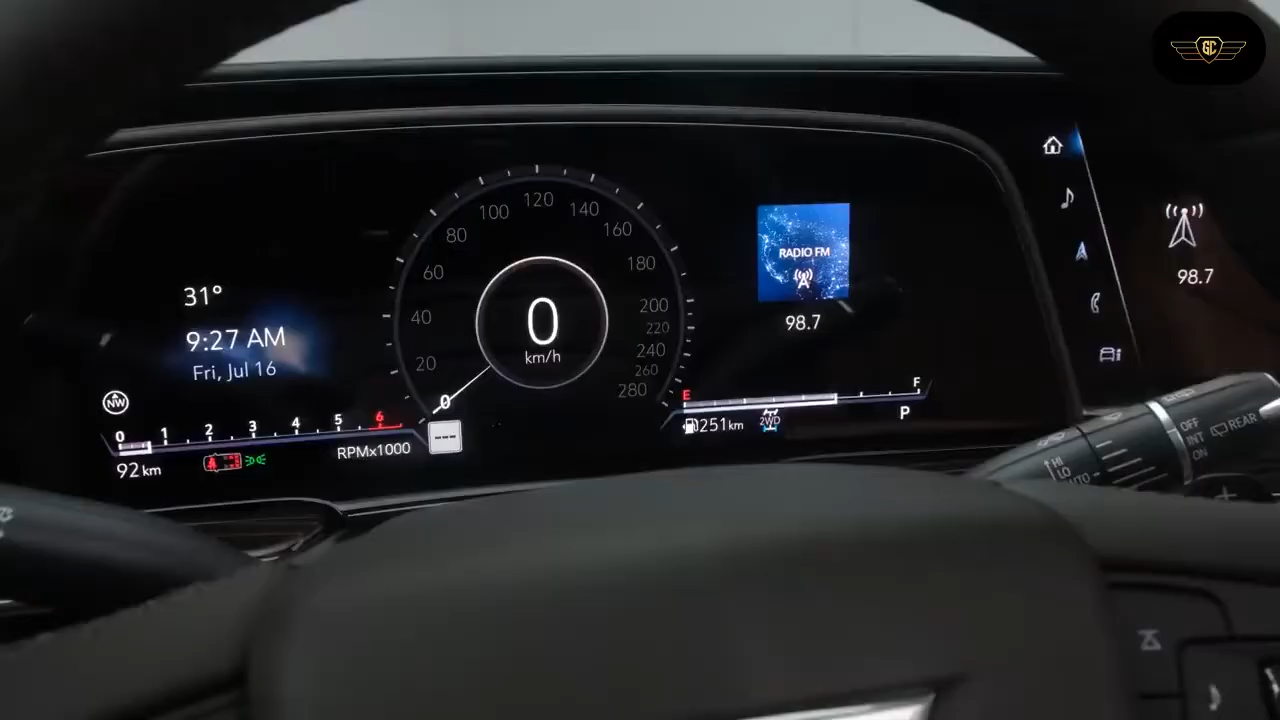 GC
120
100
140
80
160
60
180
40
200
220
20
240
260
0
280
0
km/h
31°
9:27 AM
Fri, Jul 16
NW
RADIO FM
98.7
98.7
0 1 2 3 4 5 6
RPMx1000
92 km
---
E F
251km
2WD
P
HI
LO
AUTO
OFF
INT
ON
REAR